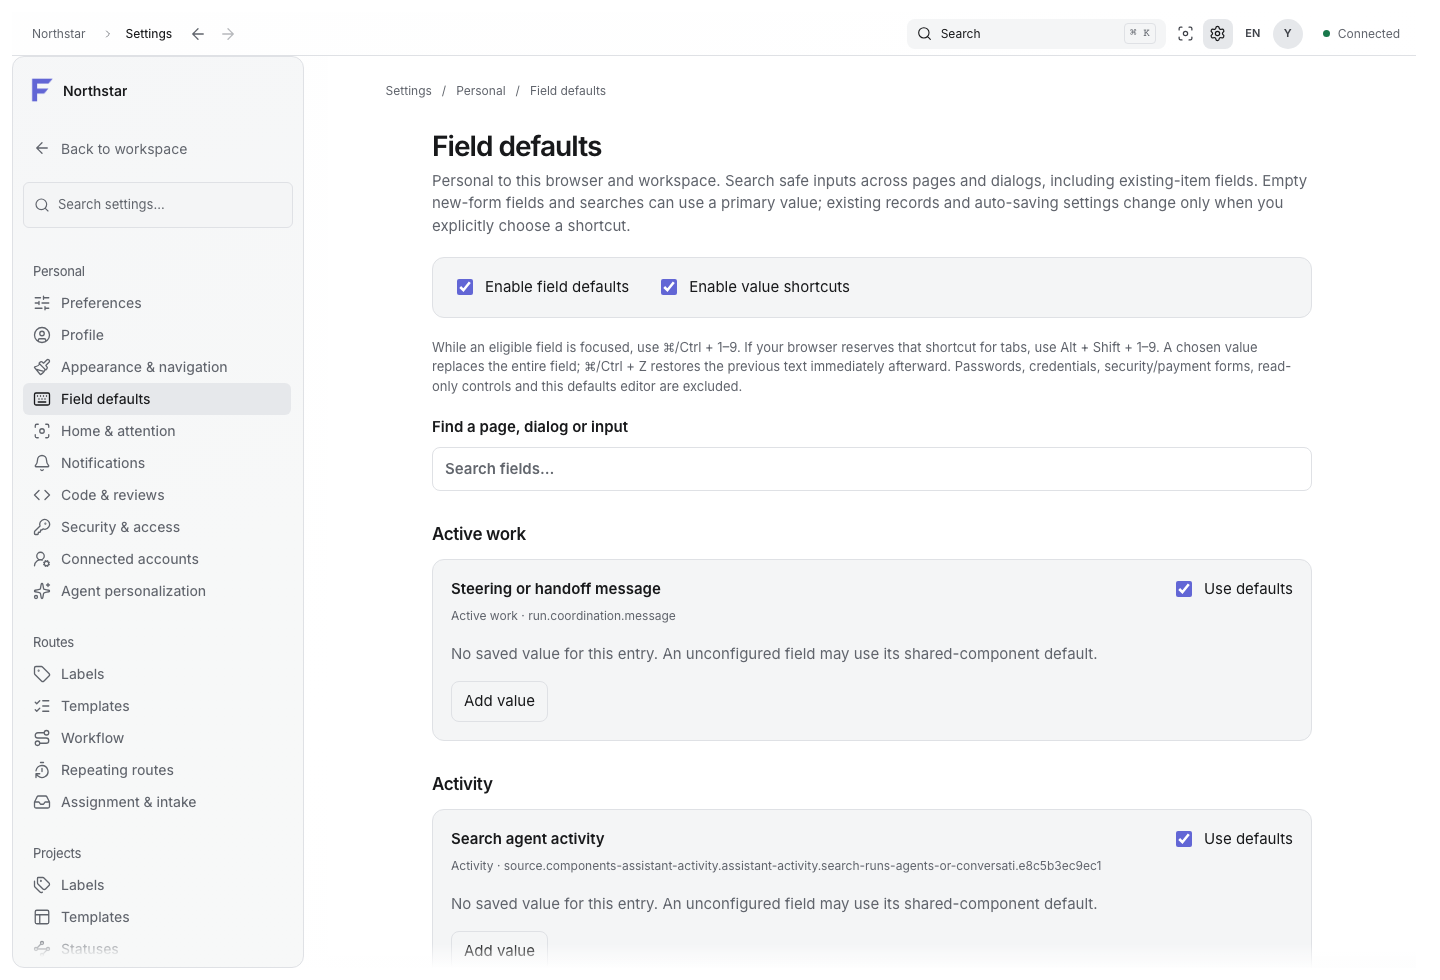 Northstar
Settings
Search
⌘ K
EN
Y
Connected
Northstar
Back to workspace
Search settings...
Personal
Preferences
Profile
Appearance & navigation
Field defaults
Home & attention
Notifications
Code & reviews
Security & access
Connected accounts
Agent personalization
Routes
Labels
Templates
Workflow
Repeating routes
Assignment & intake
Projects
Labels
Templates
Statuses
Settings / Personal / Field defaults
Field defaults
Personal to this browser and workspace. Search safe inputs across pages and dialogs, including existing-item fields. Empty
new-form fields and searches can use a primary value; existing records and auto-saving settings change only when you
explicitly choose a shortcut.
Enable field defaults
Enable value shortcuts
While an eligible field is focused, use ⌘/Ctrl + 1–9. If your browser reserves that shortcut for tabs, use Alt + Shift + 1–9. A chosen value
replaces the entire field; ⌘/Ctrl + Z restores the previous text immediately afterward. Passwords, credentials, security/payment forms, read-
only controls and this defaults editor are excluded.
Find a page, dialog or input
Search fields...
Active work
Steering or handoff message
Use defaults
Active work · run.coordination.message
No saved value for this entry. An unconfigured field may use its shared-component default.
Add value
Activity
Search agent activity
Use defaults
Activity · source.components-assistant-activity.assistant-activity.search-runs-agents-or-conversati.e8c5b3ec9ec1
No saved value for this entry. An unconfigured field may use its shared-component default.
Add value